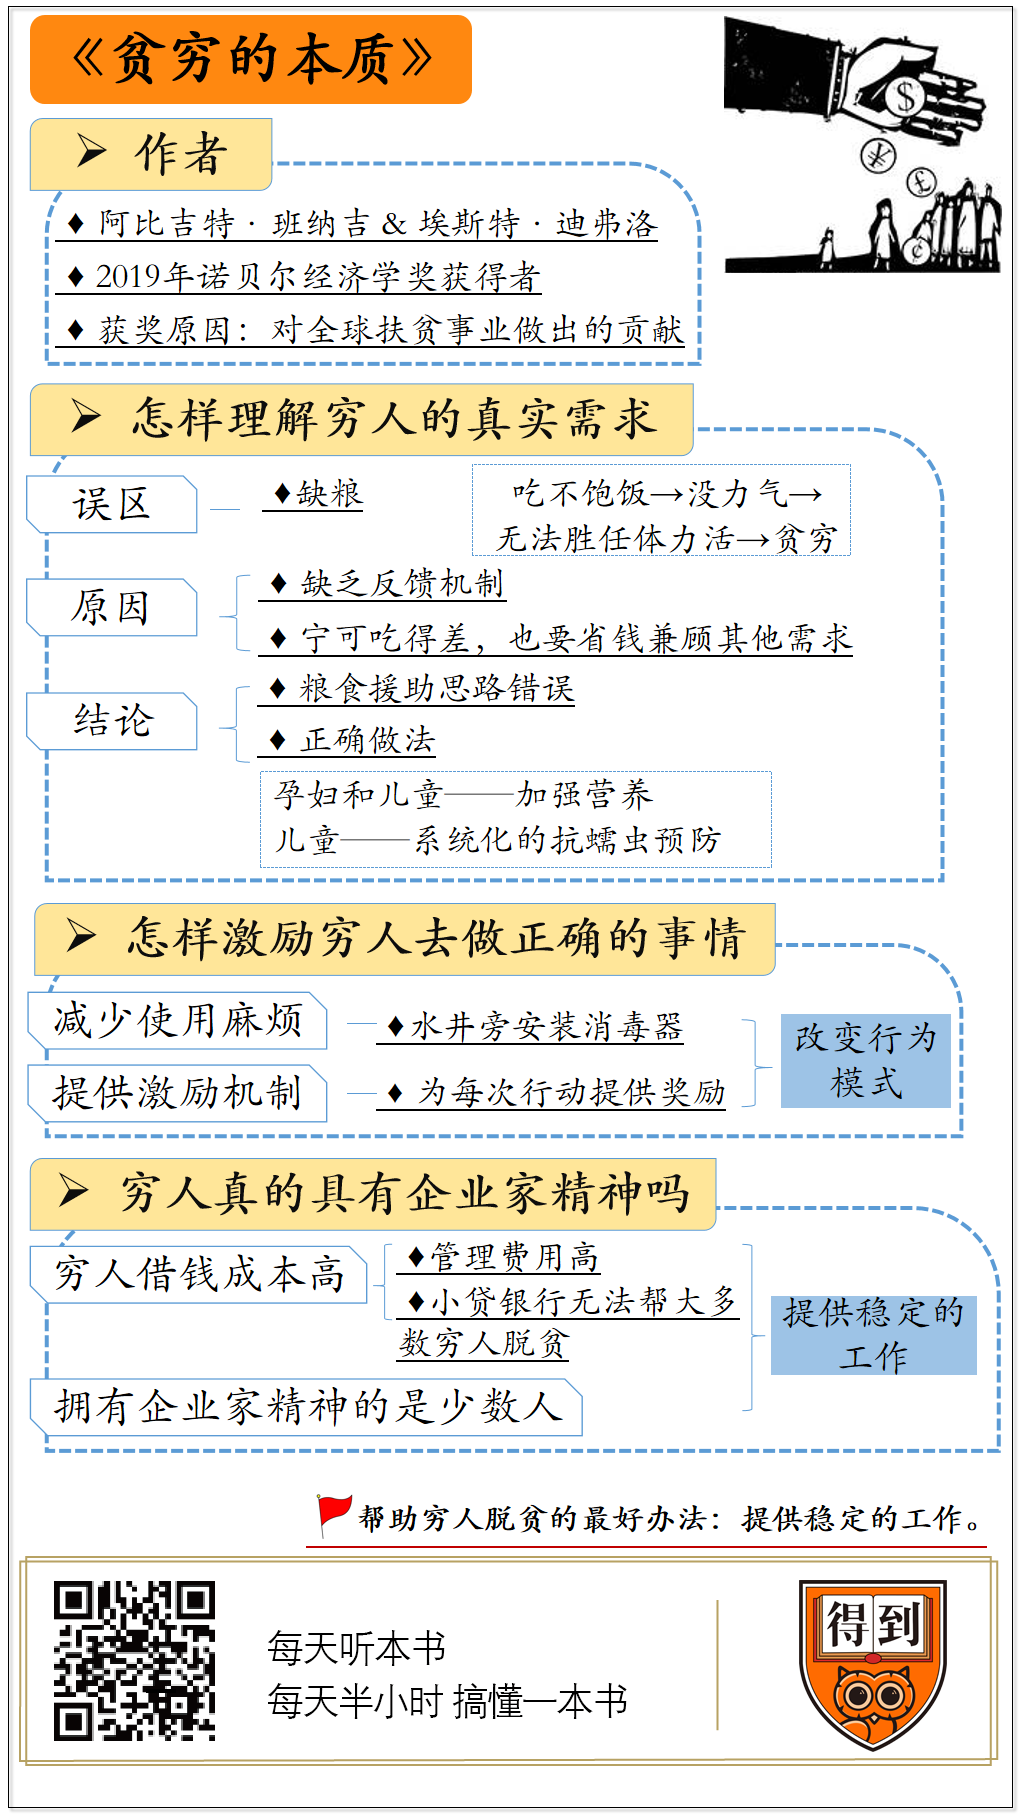 《贫穷的本质》
➢ 作者
♦ 阿比吉特 · 班纳吉 & 埃斯特 · 迪弗洛
♦ 2019年诺贝尔经济学奖获得者
♦ 获奖原因：对全球扶贫事业做出的贡献
➢ 怎样理解穷人的真实需求
误区
♦缺粮
吃不饱饭→没力气→
无法胜任体力活→贫穷
原因
♦ 缺乏反馈机制
♦ 宁可吃得差，也要省钱兼顾其他需求
结论
♦ 粮食援助思路错误
♦ 正确做法
孕妇和儿童——加强营养
儿童——系统化的抗蠕虫预防
➢ 怎样激励穷人去做正确的事情
减少使用麻烦
♦水井旁安装消毒器
提供激励机制
♦ 为每次行动提供奖励
改变行为
模式
➢ 穷人真的具有企业家精神吗
穷人借钱成本高
♦管理费用高
♦小贷银行无法帮大多
数穷人脱贫
拥有企业家精神的是少数人
提供稳定的
工作
帮助穷人脱贫的最好办法：提供稳定的工作。
每天听本书
每天半小时 搞懂一本书
得到